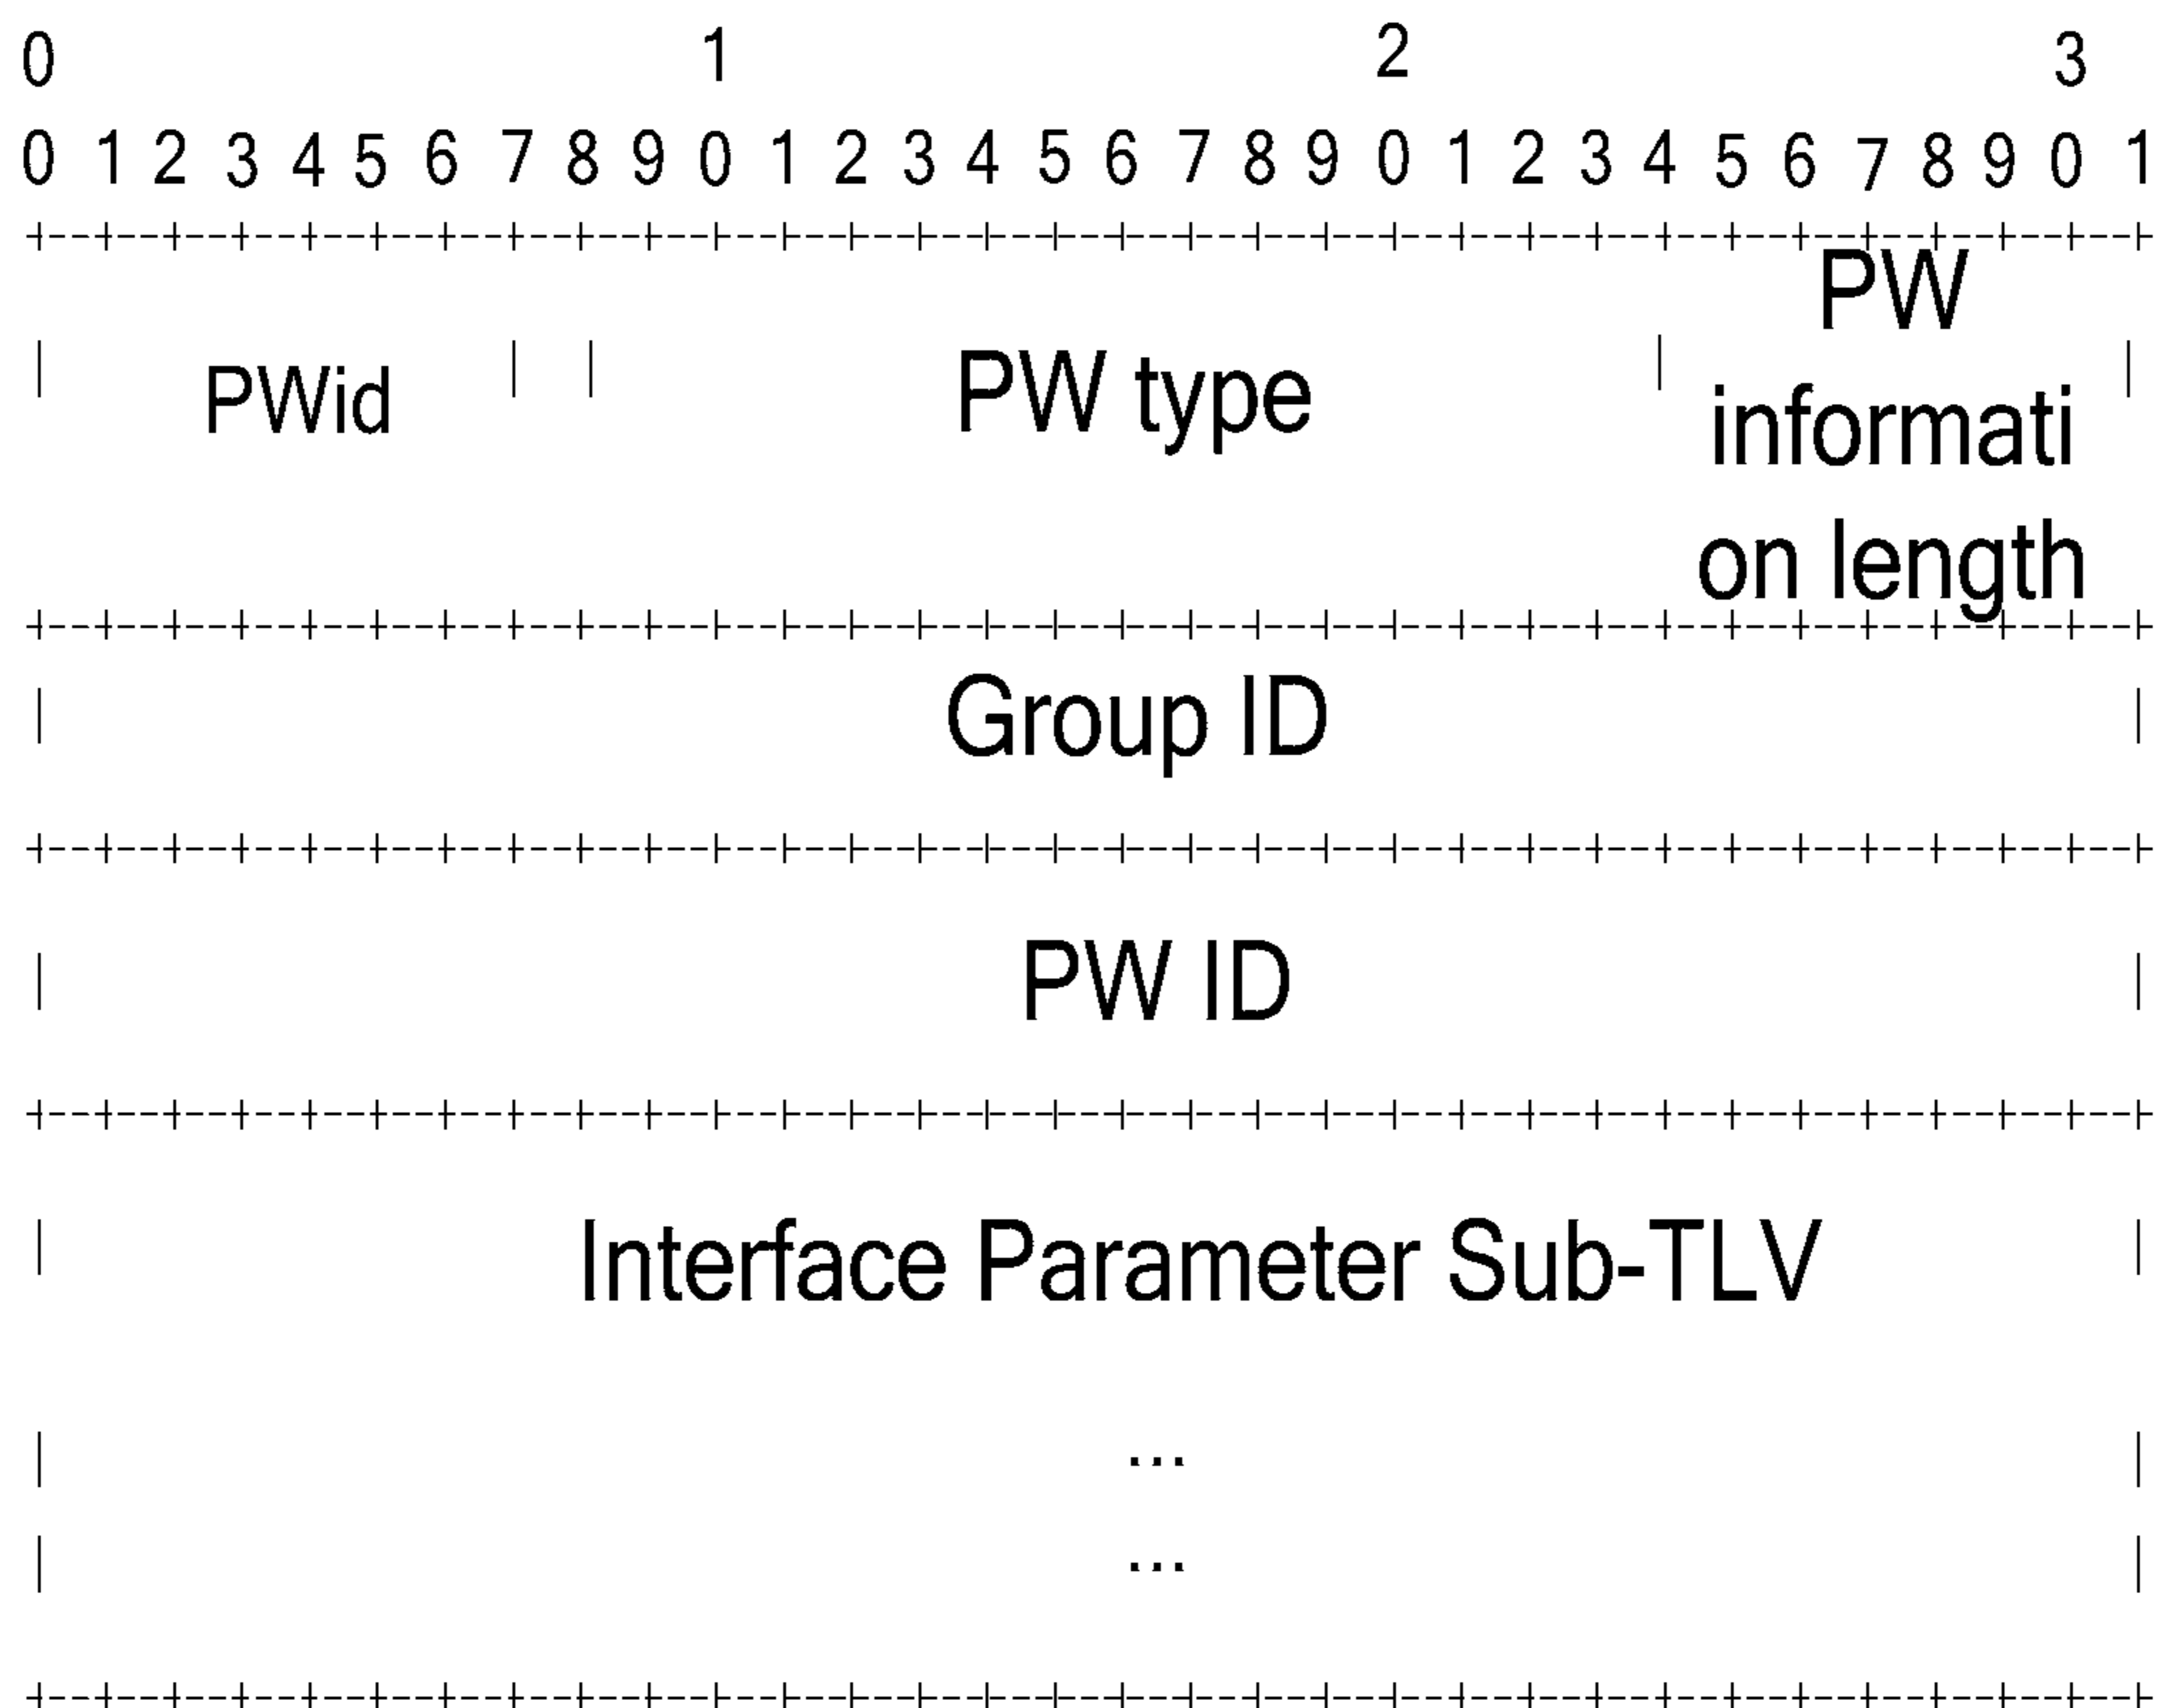 0 1 2 3
0 1 2 3 4 5 6 7 8 9 0 1 2 3 4 5 6 7 8 9 0 1 2 3 4 5 6 7 8 9 0 1
PWid PW type PW
informati
on length
Group ID
PW ID
Interface Parameter Sub-TLV
...
...